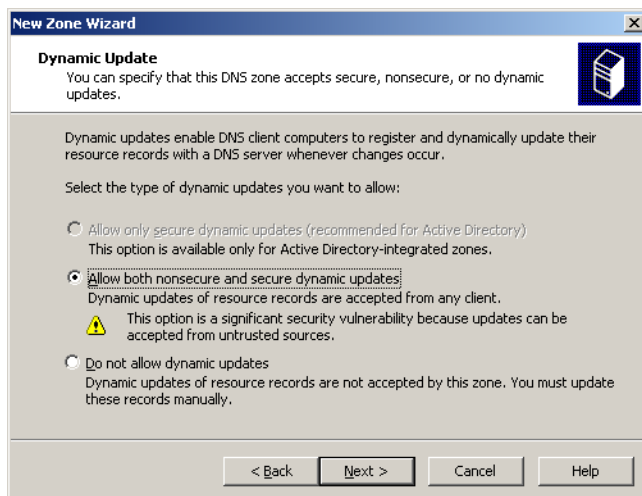 New Zone Wizard
Dynamic Update
You can specify that this DNS zone accepts secure, nonsecure, or no dynamic
updates.
Dynamic updates enable DNS client computers to register and dynamically update their
resource records with a DNS server whenever changes occur.
Select the type of dynamic updates you want to allow:
Allow only secure dynamic updates (recommended for Active Directory)
This option is available only for Active Directory-integrated zones.
Allow both nonsecure and secure dynamic updates
Dynamic updates of resource records are accepted from any client.
This option is a significant security vulnerability because updates can be
accepted from untrusted sources.
Do not allow dynamic updates
Dynamic updates of resource records are not accepted by this zone. You must update
these records manually.
< Back Next > Cancel Help